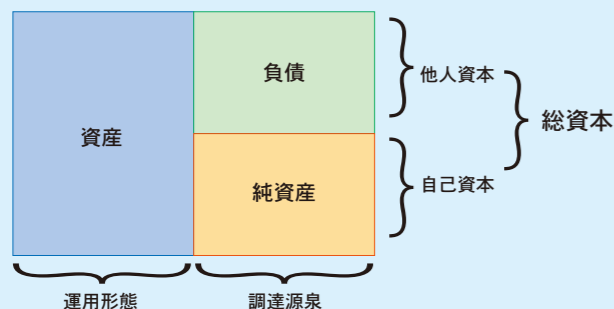 負債
他人資本
総資本
資産
純資産
自己資本
運用形態
調達源泉